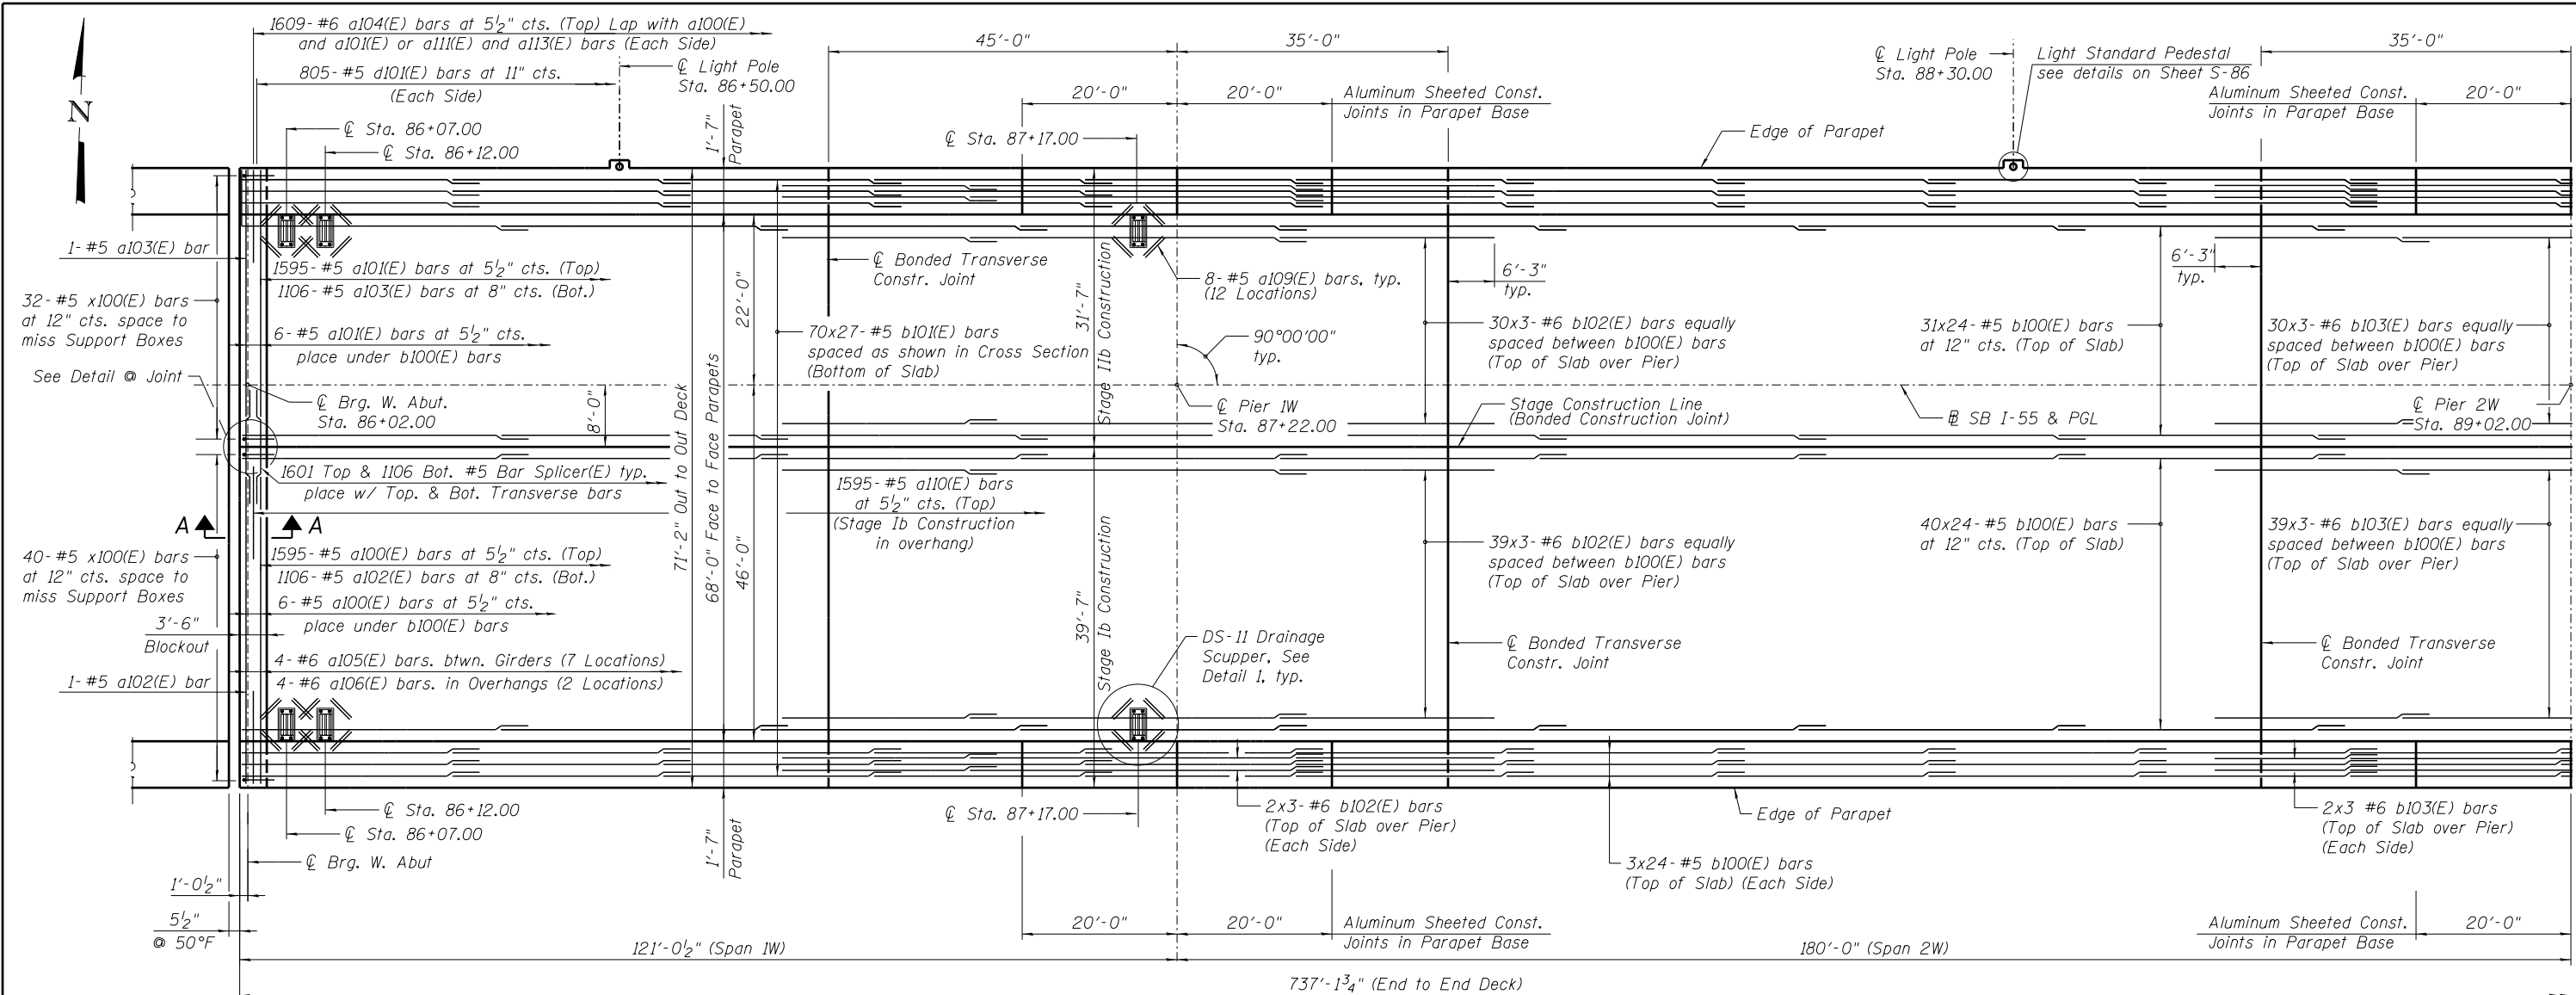 1609- #6 a104(E) bars at 5½" cts. (Top) Lap with a100(E)
and a101(E) or a111(E) and a113(E) bars (Each Side)
805- #5 d101(E) bars at 11" cts.
(Each Side)
℄ Light Pole
Sta. 86+50.00
N
℄ Sta. 86+07.00
℄ Sta. 86+12.00
1'-7"
Parapet
45'-0"
35'-0"
20'-0"
20'-0"
Aluminum Sheeted Const.
Joints in Parapet Base
℄ Sta. 87+17.00
Edge of Parapet
℄ Light Pole
Sta. 88+30.00
Light Standard Pedestal
see details on Sheet S-86
35'-0"
Aluminum Sheeted Const.
Joints in Parapet Base
20'-0"
1- #5 a103(E) bar
1595- #5 a101(E) bars at 5½" cts. (Top)
1106- #5 a103(E) bars at 8" cts. (Bot.)
32- #5 x100(E) bars
at 12" cts. space to
miss Support Boxes
6- #5 a101(E) bars at 5½" cts.
place under b100(E) bars
See Detail @ Joint
℄ Brg. W. Abut.
Sta. 86+02.00
8'-0"
22'-0"
℄ Bonded Transverse
Constr. Joint
70x27- #5 b101(E) bars
spaced as shown in Cross Section
(Bottom of Slab)
31'-7"
Stage IIb Construction
8- #5 a109(E) bars, typ.
(12 Locations)
90°00'00"
typ.
℄ Pier 1W
Sta. 87+22.00
6'-3"
typ.
30x3- #6 b102(E) bars equally
spaced between b100(E) bars
(Top of Slab over Pier)
Stage Construction Line
(Bonded Construction Joint)
31x24- #5 b100(E) bars
at 12" cts. (Top of Slab)
6'-3"
typ.
30x3- #6 b103(E) bars equally
spaced between b100(E) bars
(Top of Slab over Pier)
SB I-55 & PGL
℄ Pier 2W
Sta. 89+02.00
1601 Top & 1106 Bot. #5 Bar Splicer(E) typ.
place w/ Top. & Bot. Transverse bars
71'-2" Out to Out Deck
68'-0" Face to Face Parapets
46'-0"
1595- #5 a110(E) bars
at 5½" cts. (Top)
(Stage Ib Construction
in overhang)
A
A
40- #5 x100(E) bars
at 12" cts. space to
miss Support Boxes
1595- #5 a100(E) bars at 5½" cts. (Top)
1106- #5 a102(E) bars at 8" cts. (Bot.)
6- #5 a100(E) bars at 5½" cts.
place under b100(E) bars
3'-6"
Blockout
4- #6 a105(E) bars. btwn. Girders (7 Locations)
4- #6 a106(E) bars. in Overhangs (2 Locations)
1- #5 a102(E) bar
39'-7"
Stage Ib Construction
DS-11 Drainage
Scupper, See
Detail 1, typ.
39x3- #6 b102(E) bars equally
spaced between b100(E) bars
(Top of Slab over Pier)
℄ Bonded Transverse
Constr. Joint
40x24- #5 b100(E) bars
at 12" cts. (Top of Slab)
39x3- #6 b103(E) bars equally
spaced between b100(E) bars
(Top of Slab over Pier)
℄ Bonded Transverse
Constr. Joint
℄ Sta. 86+12.00
℄ Sta. 86+07.00
℄ Brg. W. Abut
1'-7"
Parapet
℄ Sta. 87+17.00
2x3- #6 b102(E) bars
(Top of Slab over Pier)
(Each Side)
Edge of Parapet
3x24- #5 b100(E) bars
(Top of Slab) (Each Side)
2x3 #6 b103(E) bars
(Top of Slab over Pier)
(Each Side)
1'-0½"
5½"
@ 50°F
20'-0"
20'-0"
Aluminum Sheeted Const.
Joints in Parapet Base
Aluminum Sheeted Const.
Joints in Parapet Base
20'-0"
121'-0½" (Span 1W)
180'-0" (Span 2W)
737'-1¾" (End to End Deck)